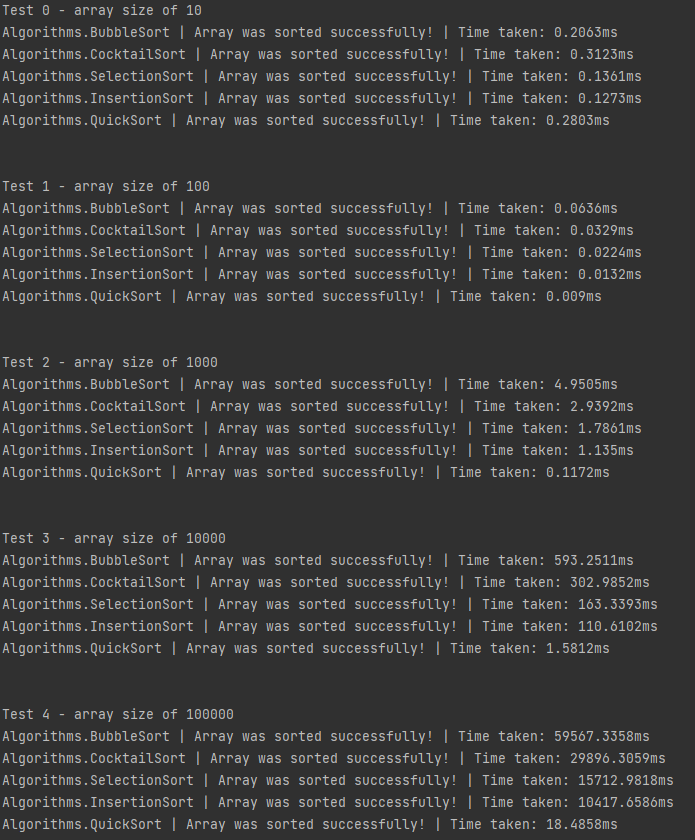 Test 0 - array size of 10
Algorithms.BubbleSort | Array was sorted successfully! | Time taken: 0.2063ms
Algorithms.CocktailSort | Array was sorted successfully! | Time taken: 0.3123ms
Algorithms.SelectionSort | Array was sorted successfully! | Time taken: 0.1361ms
Algorithms.InsertionSort | Array was sorted successfully! | Time taken: 0.1273ms
Algorithms.QuickSort | Array was sorted successfully! | Time taken: 0.2803ms
Test 1 - array size of 100
Algorithms.BubbleSort | Array was sorted successfully! | Time taken: 0.0636ms
Algorithms.CocktailSort | Array was sorted successfully! | Time taken: 0.0329ms
Algorithms.SelectionSort | Array was sorted successfully! | Time taken: 0.0224ms
Algorithms.InsertionSort | Array was sorted successfully! | Time taken: 0.0132ms
Algorithms.QuickSort | Array was sorted successfully! | Time taken: 0.009ms
Test 2 - array size of 1000
Algorithms.BubbleSort | Array was sorted successfully! | Time taken: 4.9505ms
Algorithms.CocktailSort | Array was sorted successfully! | Time taken: 2.9392ms
Algorithms.SelectionSort | Array was sorted successfully! | Time taken: 1.7861ms
Algorithms.InsertionSort | Array was sorted successfully! | Time taken: 1.135ms
Algorithms.QuickSort | Array was sorted successfully! | Time taken: 0.1172ms
Test 3 - array size of 10000
Algorithms.BubbleSort | Array was sorted successfully! | Time taken: 593.2511ms
Algorithms.CocktailSort | Array was sorted successfully! | Time taken: 302.9852ms
Algorithms.SelectionSort | Array was sorted successfully! | Time taken: 163.3393ms
Algorithms.InsertionSort | Array was sorted successfully! | Time taken: 110.6102ms
Algorithms.QuickSort | Array was sorted successfully! | Time taken: 1.5812ms
Test 4 - array size of 100000
Algorithms.BubbleSort | Array was sorted successfully! | Time taken: 59567.3358ms
Algorithms.CocktailSort | Array was sorted successfully! | Time taken: 29896.3059ms
Algorithms.SelectionSort | Array was sorted successfully! | Time taken: 15712.9818ms
Algorithms.InsertionSort | Array was sorted successfully! | Time taken: 10417.6586ms
Algorithms.QuickSort | Array was sorted successfully! | Time taken: 18.4858ms